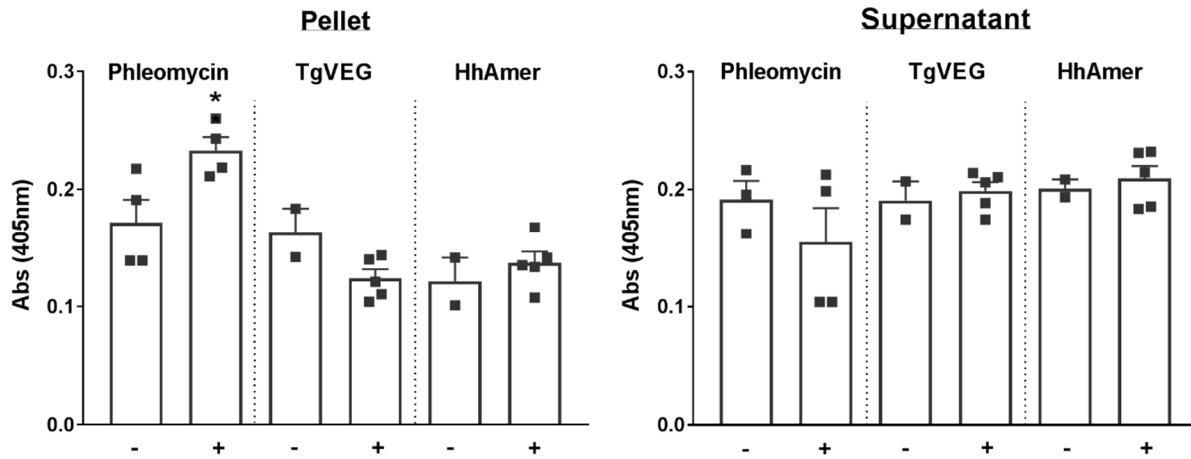 Pellet
Phleomycin TgVEG HhAmer
0.3
0.2
0.1
0.0
Abs (405nm)
*
*
- + - + - +
Supernatant
Phleomycin TgVEG HhAmer
0.3
0.2
0.1
0.0
Abs (405nm)
- + - + - +